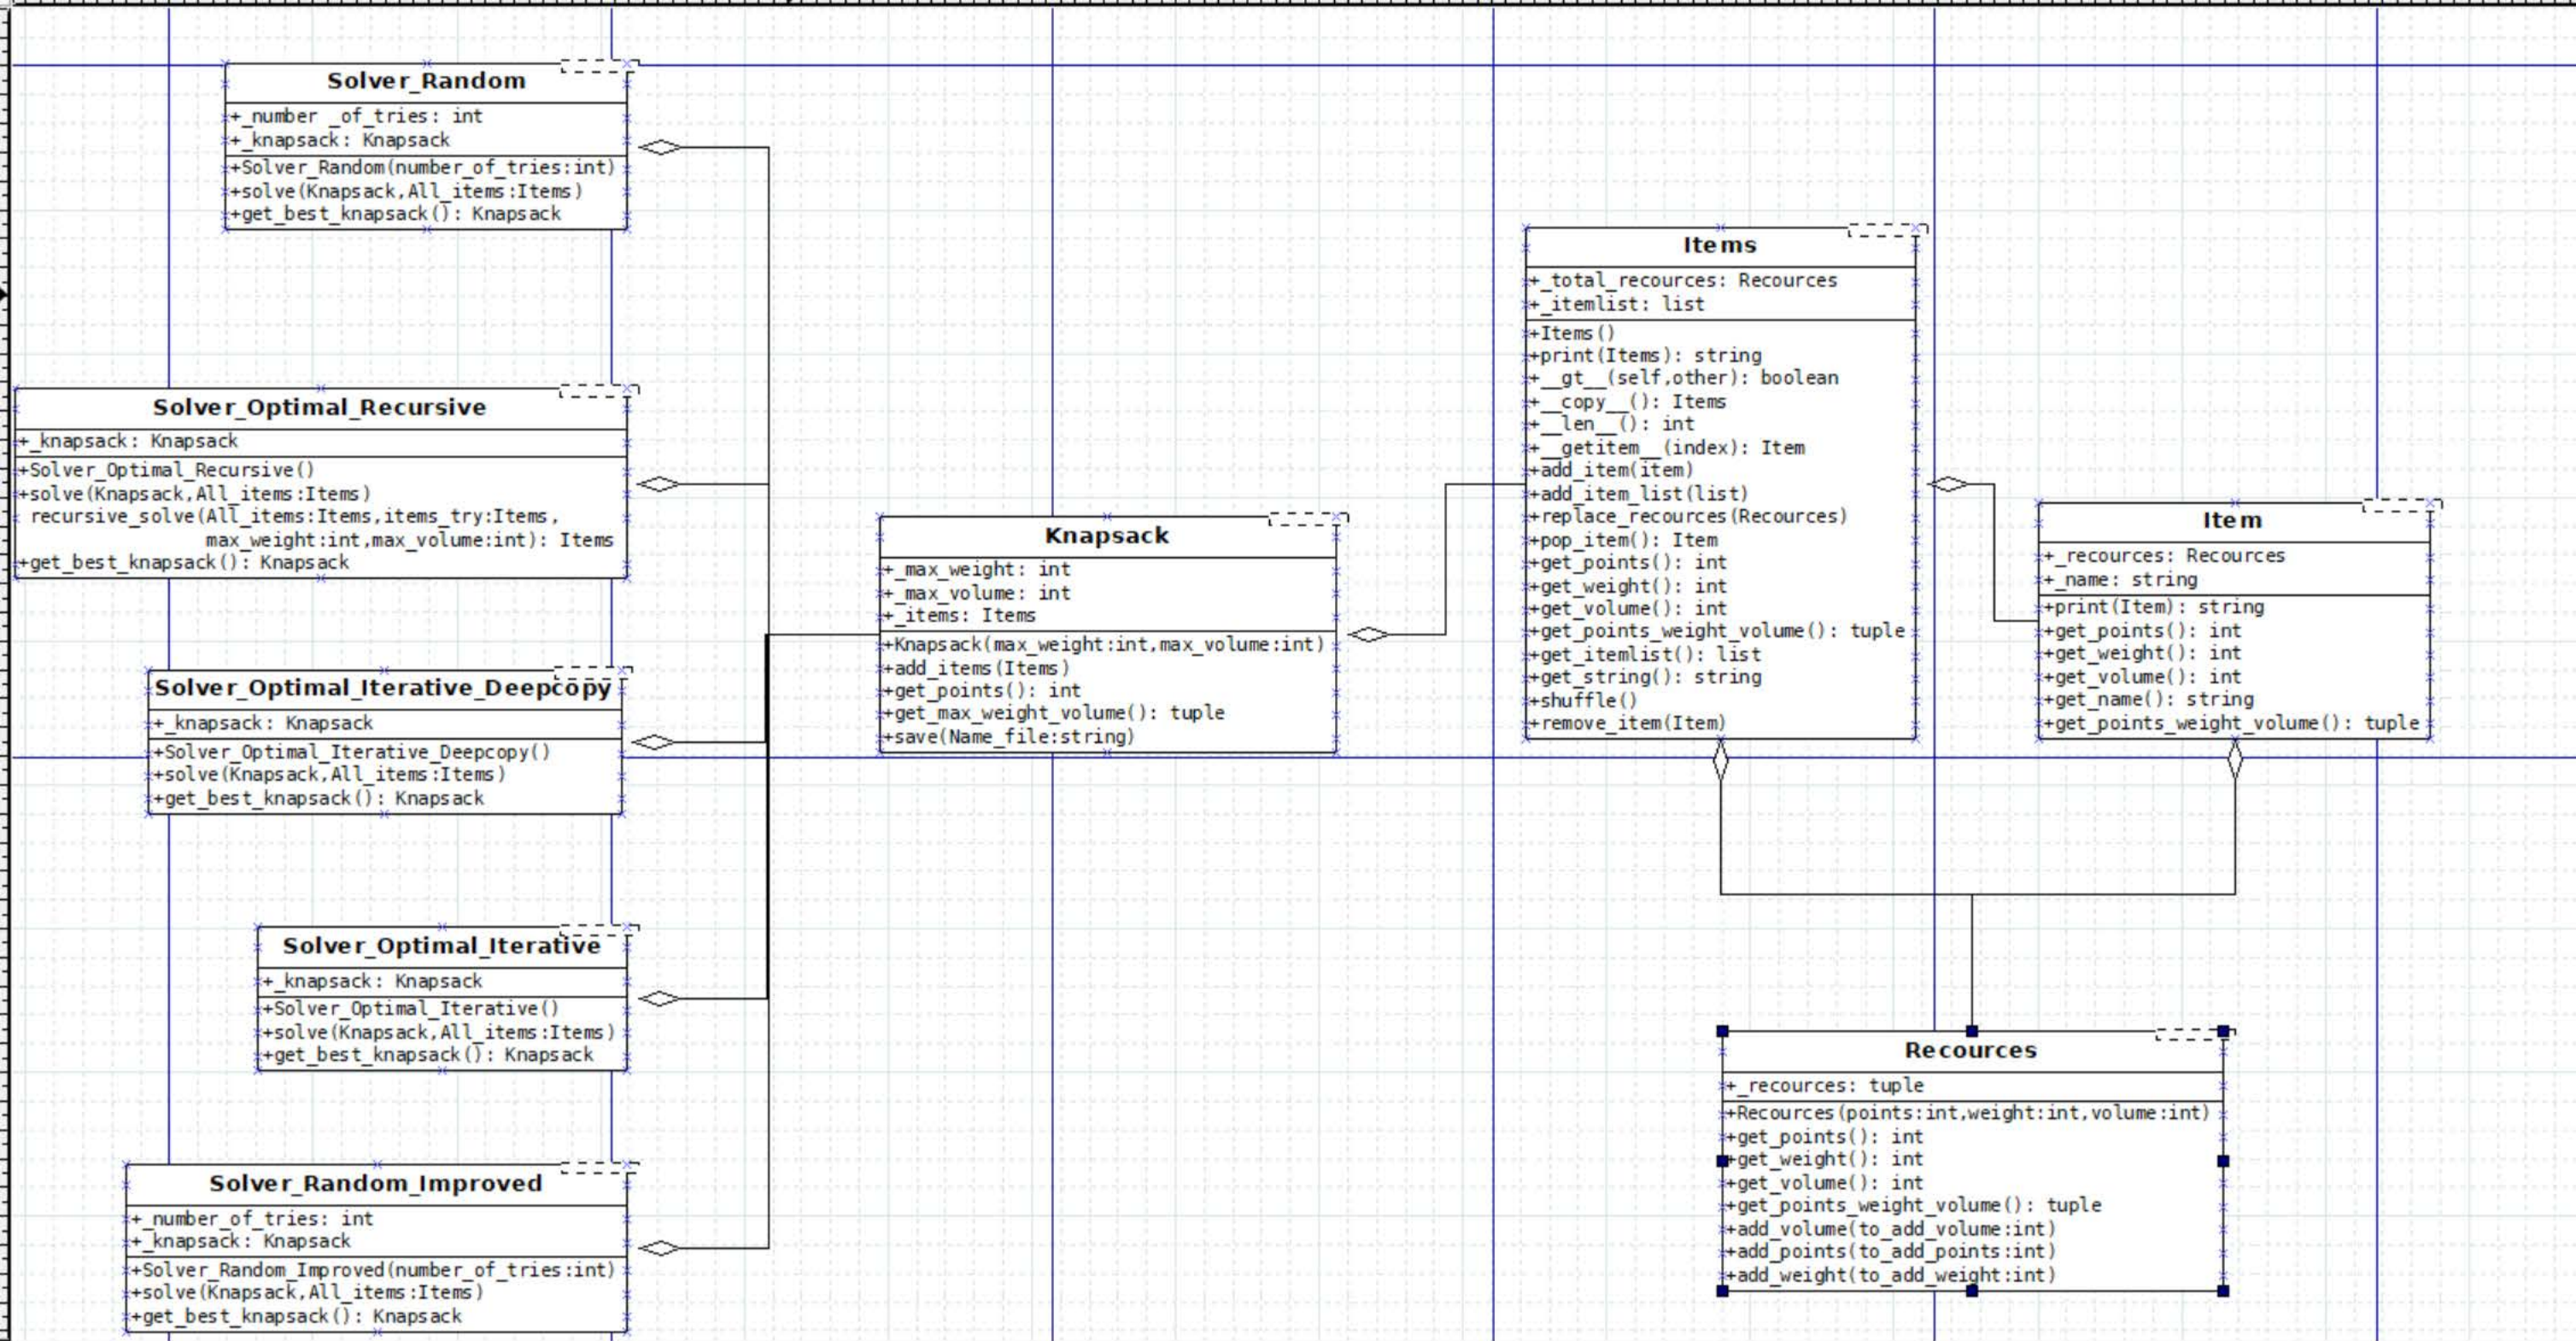 Solver_Random
+_number _of_tries: int
+_knapsack: Knapsack
+Solver_Random(number_of_tries:int)
+solve(Knapsack,All_items:Items)
+get_best_knapsack(): Knapsack
Solver_Optimal_Recursive
+_knapsack: Knapsack
+Solver_Optimal_Recursive()
+solve(Knapsack,All_items:Items)
recursive_solve(All_items:Items,items_try:Items,
max_weight:int,max_volume:int): Items
+get_best_knapsack(): Knapsack
Solver_Optimal_Iterative_Deepcopy
+_knapsack: Knapsack
+Solver_Optimal_Iterative_Deepcopy()
+solve(Knapsack,All_items:Items)
+get_best_knapsack(): Knapsack
Solver_Optimal_Iterative
+_knapsack: Knapsack
+Solver_Optimal_Iterative()
+solve(Knapsack,All_items:Items)
+get_best_knapsack(): Knapsack
Solver_Random_Improved
+_number_of_tries: int
+_knapsack: Knapsack
+Solver_Random_Improved(number_of_tries:int)
+solve(Knapsack,All_items:Items)
+get_best_knapsack(): Knapsack
Knapsack
+_max_weight: int
+_max_volume: int
+_items: Items
+Knapsack(max_weight:int,max_volume:int)
+add_items(Items)
+get_points(): int
+get_max_weight_volume(): tuple
+save(Name_file:string)
Items
+_total_recources: Recources
+_itemlist: list
+Items()
+print(Items): string
+__gt__(self,other): boolean
+__copy__(): Items
+__len__(): int
+__getitem__(index): Item
+add_item(item)
+add_item_list(list)
+replace_recources(Recources)
+pop_item(): Item
+get_points(): int
+get_weight(): int
+get_volume(): int
+get_points_weight_volume(): tuple
+get_itemlist(): list
+get_string(): string
+shuffle()
+remove_item(Item)
Item
+_recources: Recources
+_name: string
+print(Item): string
+get_points(): int
+get_weight(): int
+get_volume(): int
+get_name(): string
+get_points_weight_volume(): tuple
Recources
+_recources: tuple
+Recources(points:int,weight:int,volume:int)
+get_points(): int
+get_weight(): int
+get_volume(): int
+get_points_weight_volume(): tuple
+add_volume(to_add_volume:int)
+add_points(to_add_points:int)
+add_weight(to_add_weight:int)